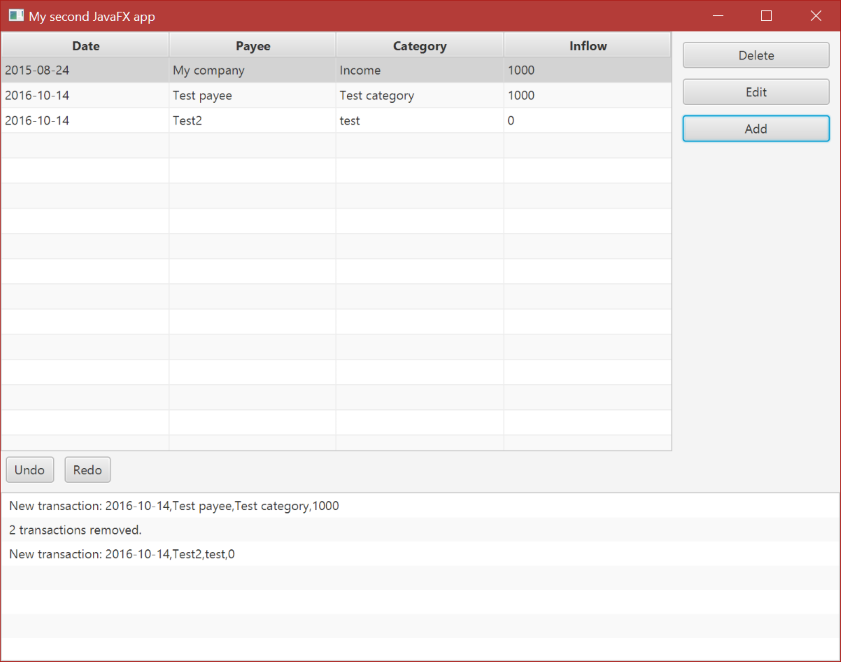 My second JavaFX app
Date Payee Category Inflow
2015-08-24 My company Income 1000
2016-10-14 Test payee Test category 1000
2016-10-14 Test2 test 0
Delete
Edit
Add
Undo Redo
New transaction: 2016-10-14,Test payee,Test category,1000
2 transactions removed.
New transaction: 2016-10-14,Test2,test,0